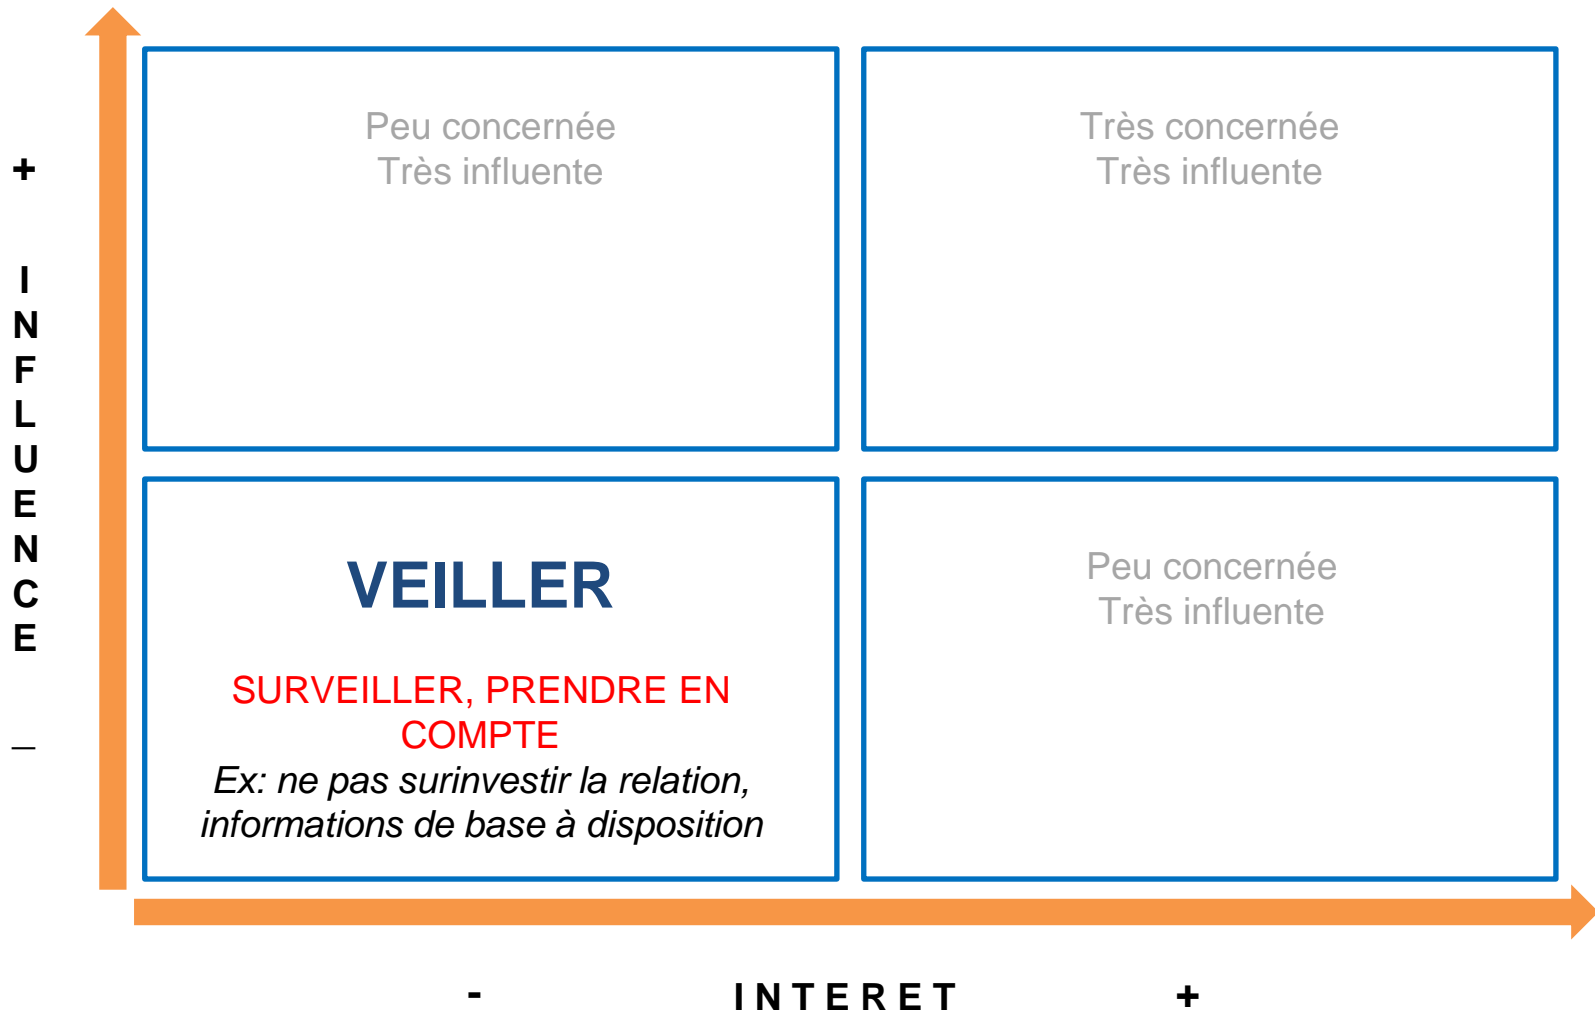 Peu concernée
Très influente
Très concernée
Très influente
+
INFLUENCE
_
VEILLER
SURVEILLER, PRENDRE EN
COMPTE
Ex: ne pas surinvestir la relation,
informations de base à disposition
Peu concernée
Très influente
- INTERET +